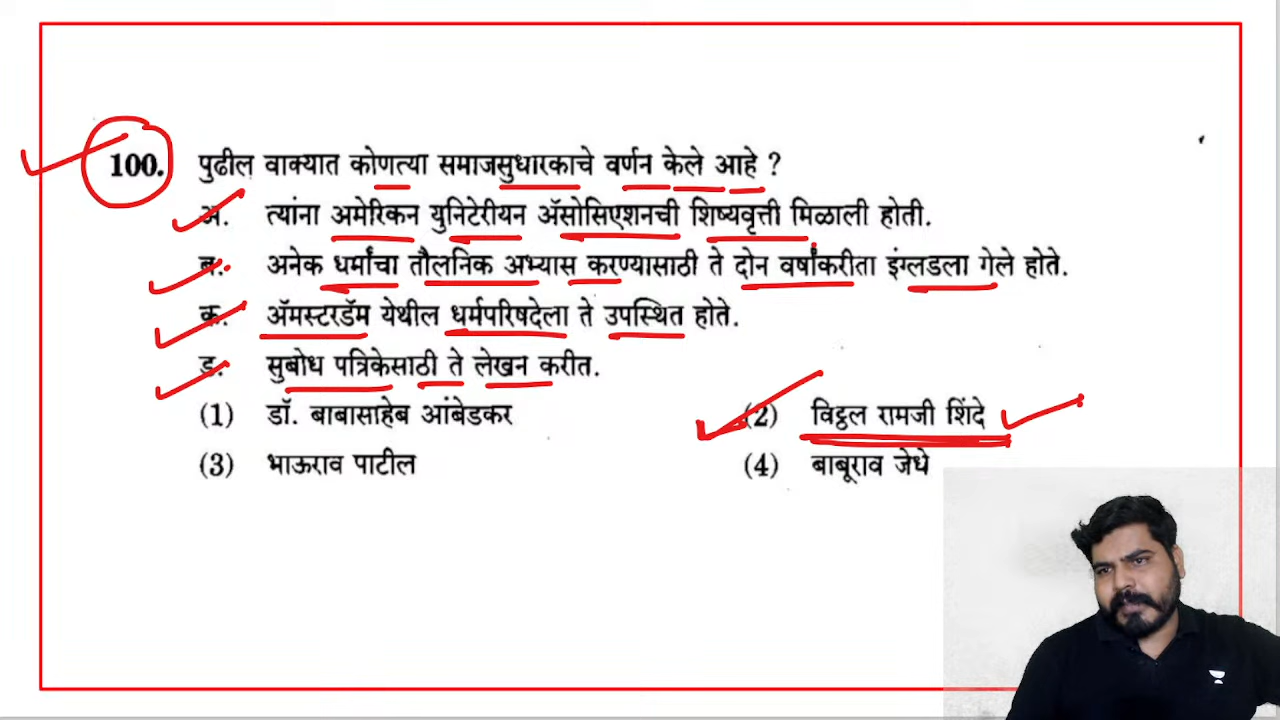 100. पुढील वाक्यात कोणत्या समाजसुधारकाचे वर्णन केले आहे ?
अ. त्यांना अमेरिकन युनिटेरीयन ॲसोसिएशनची शिष्यवृत्ती मिळाली होती.
ब. अनेक धर्मांचा तौलनिक अभ्यास करण्यासाठी ते दोन वर्षांकरीता इंग्लडला गेले होते.
क. ॲमस्टरडॅम येथील धर्मपरिषदेला ते उपस्थित होते.
ड. सुबोध पत्रिकेसाठी ते लेखन करीत.
(1) डॉ. बाबासाहेब आंबेडकर (2) विठ्ठल रामजी शिंदे
(3) भाऊराव पाटील (4) बाबूराव जेधे